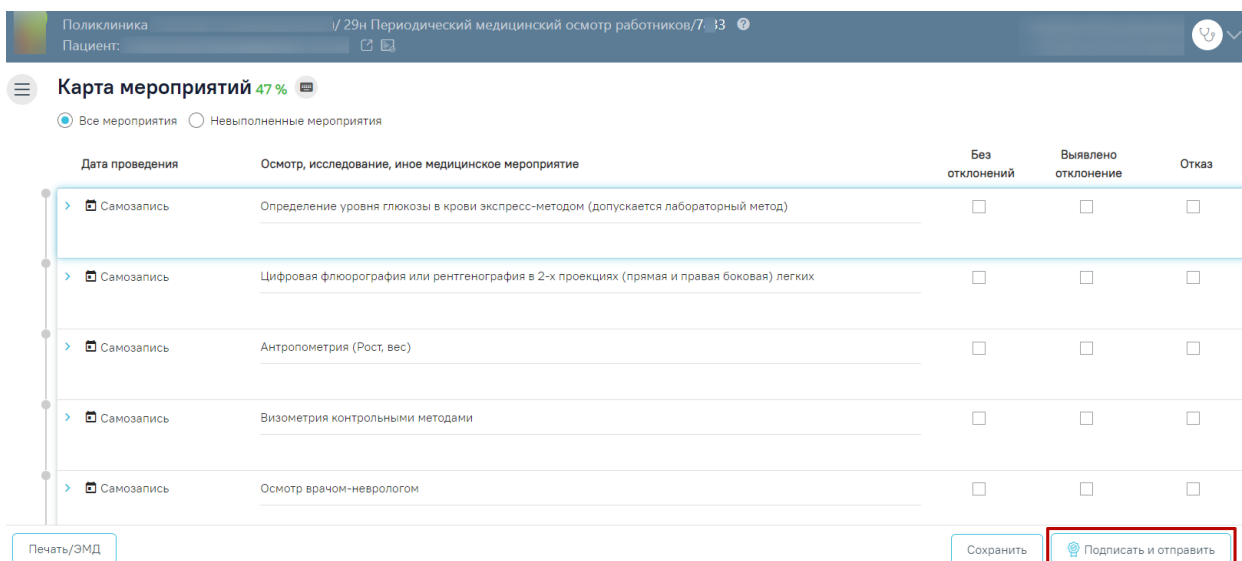 Поликлиника )/ 29н Периодический медицинский осмотр работников/7 33
Пациент:
Карта мероприятий 47 %
Все мероприятия Невыполненные мероприятия
Дата проведения Осмотр, исследование, иное медицинское мероприятие Без отклонений Выявлено отклонение Отказ
Самозапись Определение уровня глюкозы в крови экспресс-методом (допускается лабораторный метод)
Самозапись Цифровая флюорография или рентгенография в 2-х проекциях (прямая и правая боковая) легких
Самозапись Антропометрия (Рост, вес)
Самозапись Визометрия контрольными методами
Самозапись Осмотр врачом-неврологом
Печать/ЭМД Сохранить Подписать и отправить